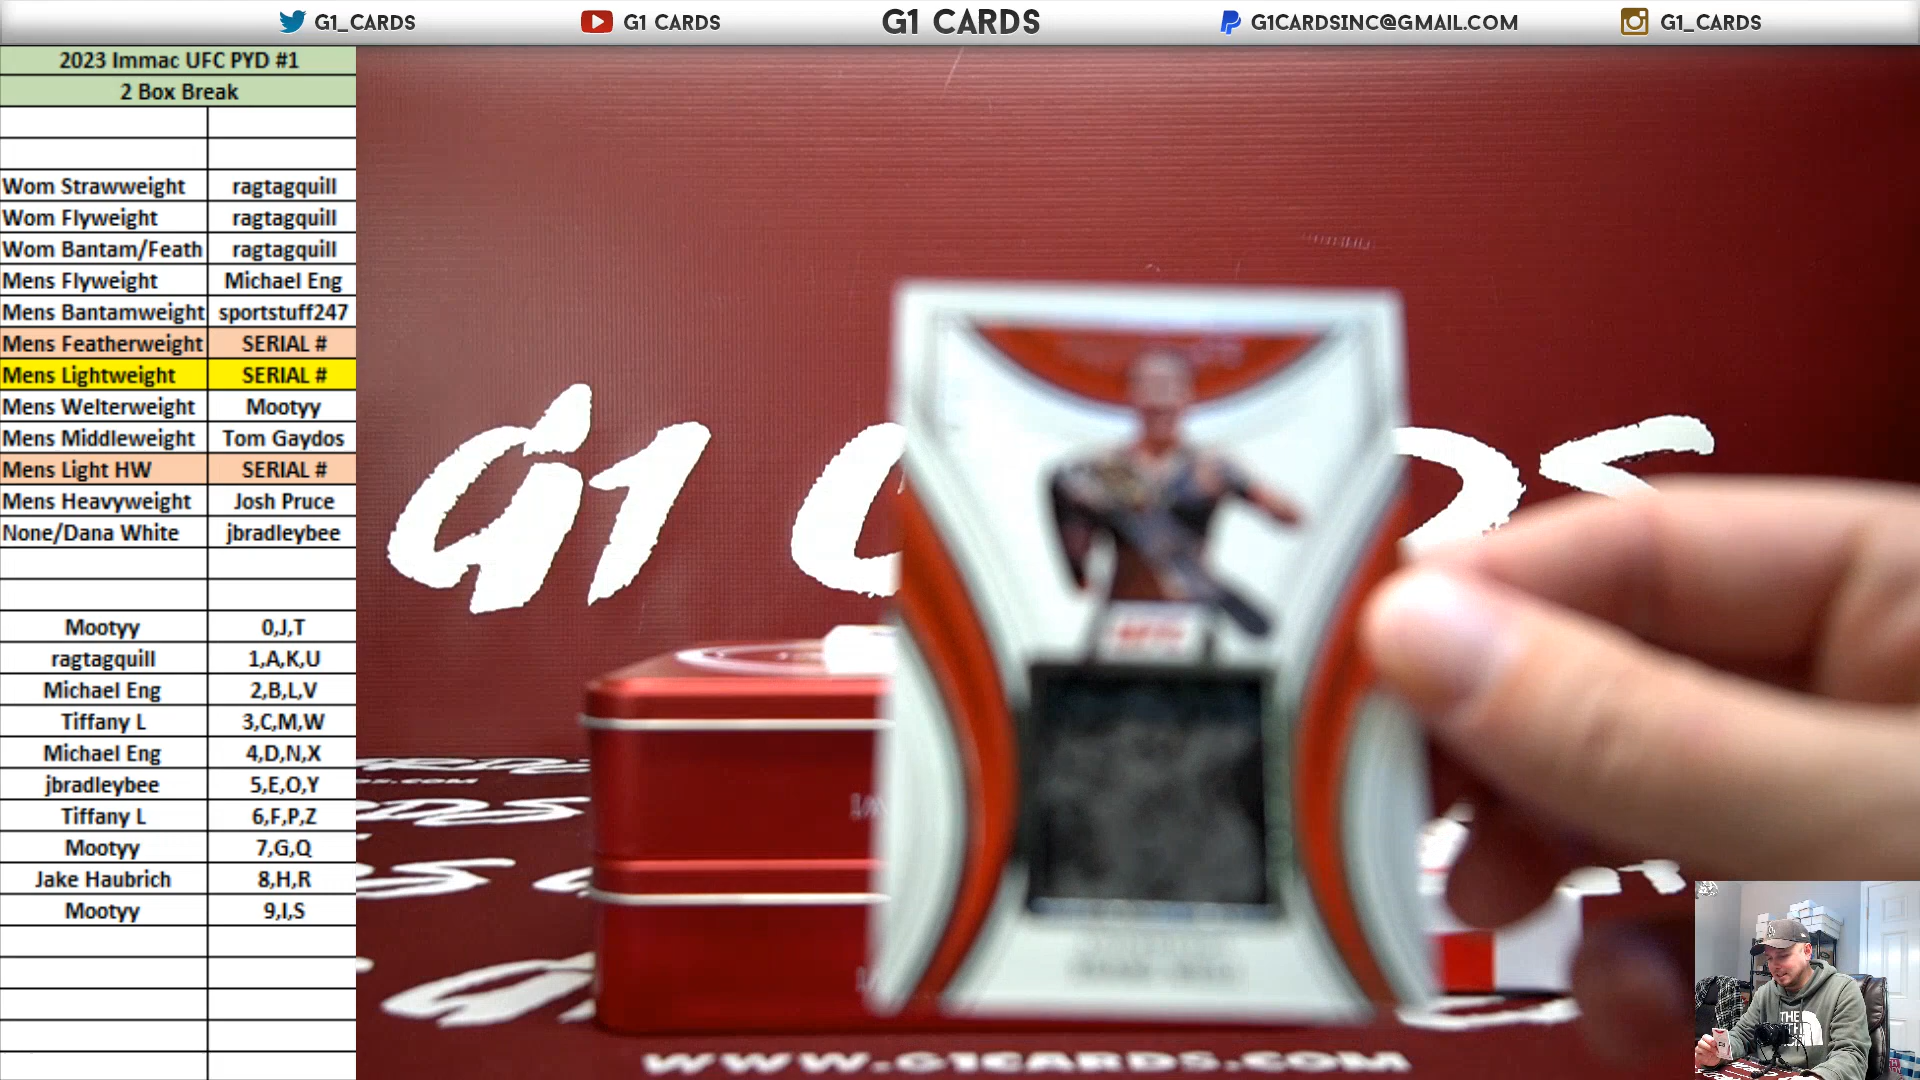 G1_CARDS
G1 CARDS
G1 CARDS
G1CARDSINC@GMAIL.COM
G1_CARDS
2023 Immac UFC PYD #1
2 Box Break
Wom Strawweight ragtagquill
Wom Flyweight ragtagquill
Wom Bantam/Feath ragtagquill
Mens Flyweight Michael Eng
Mens Bantamweight sportstuff247
Mens Featherweight SERIAL #
Mens Lightweight SERIAL #
Mens Welterweight Mootyy
Mens Middleweight Tom Gaydos
Mens Light HW SERIAL #
Mens Heavyweight Josh Pruce
None/Dana White jbradleybee
Mootyy 0,J,T
ragtagquill 1,A,K,U
Michael Eng 2,B,L,V
Tiffany L 3,C,M,W
Michael Eng 4,D,N,X
jbradleybee 5,E,O,Y
Tiffany L 6,F,P,Z
Mootyy 7,G,Q
Jake Haubrich 8,H,R
Mootyy 9,I,S
G1 C DS
WWW.G1CARDS.COM
THE